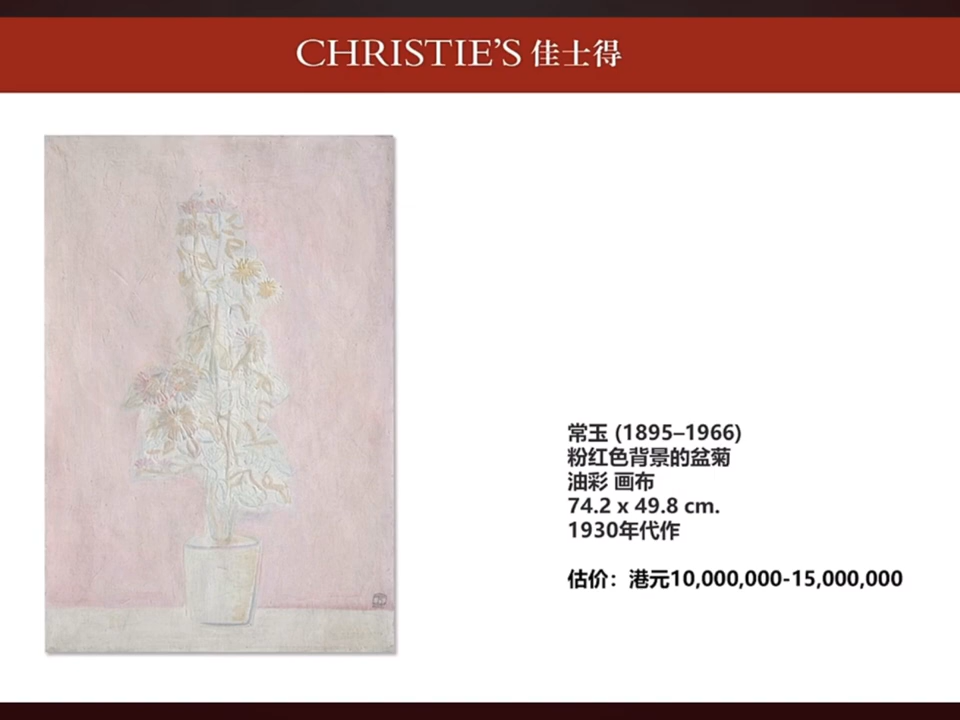 CHRISTIE'S 佳士得
常玉 (1895–1966)
粉红色背景的盆菊
油彩 画布
74.2 x 49.8 cm.
1930年代作
估价：港元10,000,000-15,000,000